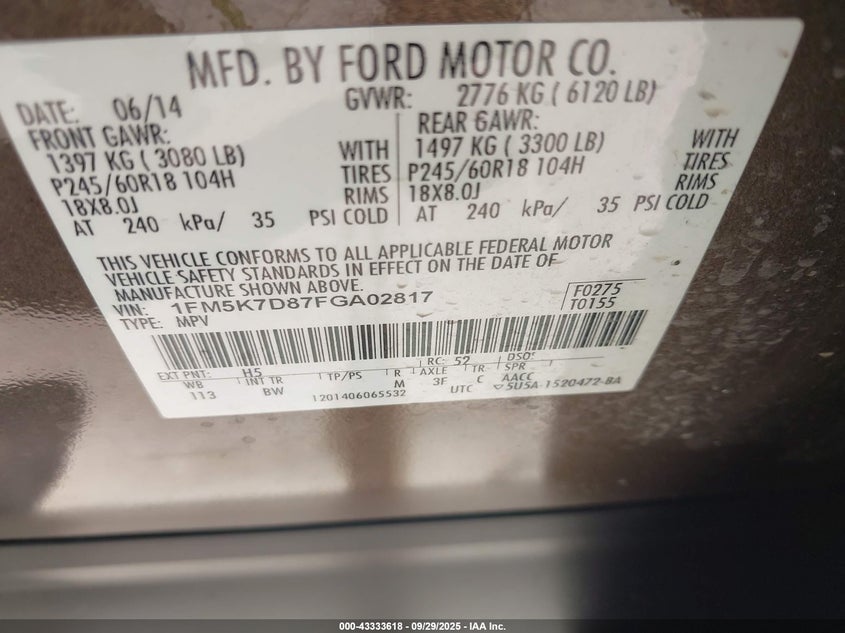 MFD. BY FORD MOTOR CO.
DATE: 06/14 GVWR: 2776 KG ( 6120 LB)
FRONT GAWR: REAR GAWR:
1397 KG ( 3080 LB) WITH 1497 KG ( 3300 LB) WITH
P245/60R18 104H TIRES P245/60R18 104H TIRES
18X8.0J RIMS 18X8.0J RIMS
AT 240 kPa/ 35 PSI COLD AT 240 kPa/ 35 PSI COLD
THIS VEHICLE CONFORMS TO ALL APPLICABLE FEDERAL MOTOR
VEHICLE SAFETY STANDARDS IN EFFECT ON THE DATE OF
MANUFACTURE SHOWN ABOVE.
VIN: 1FM5K7D87FGA02817 F0275
TYPE: MPV T0155
EXT PNT: H5 RC: 52 DSO:
WB INT TR TP/PS R AXLE TR SPR
113 BW M 3F C AACC
1201406065532 UTC ▽5U5A-1520472-BA
000-43333618 - 09/29/2025 - IAA Inc.